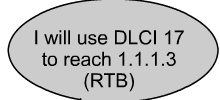 I will use DLCI 17
to reach 1.1.1.3
(RTB)